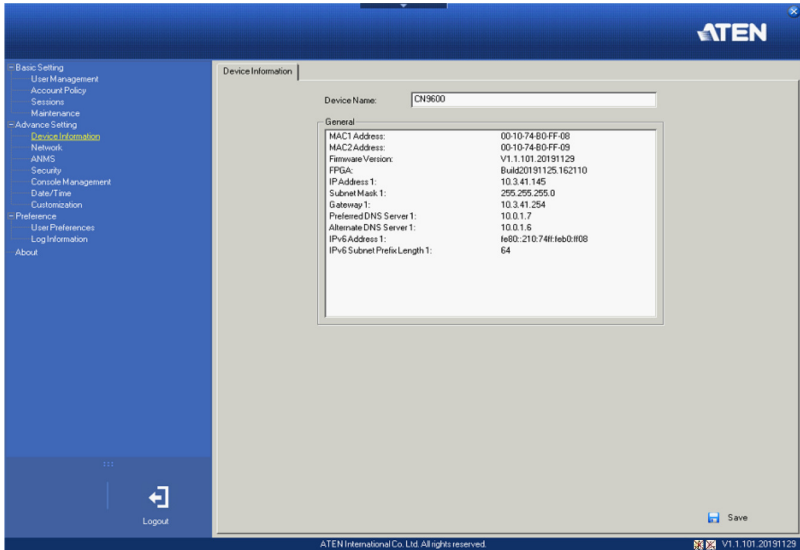 ATEN
Basic Setting
User Management
Account Policy
Sessions
Maintenance
Advance Setting
Device Information
Network
ANMS
Security
Console Management
Date/Time
Customization
Preference
User Preferences
Log Information
About
Logout
Device Information
Device Name: CN9600
General
MAC1 Address: 00-10-74-B0-FF-08
MAC2 Address: 00-10-74-B0-FF-09
Firmware Version: V1.1.101.20191129
FPGA: Build20191125.162110
IP Address 1: 10.3.41.145
Subnet Mask 1: 255.255.255.0
Gateway 1: 10.3.41.254
Preferred DNS Server 1: 10.0.1.7
Alternate DNS Server 1: 10.0.1.6
IPv6 Address 1: fe80::210:74ff:feb0:ff08
IPv6 Subnet Prefix Length 1: 64
Save
ATEN International Co. Ltd. All rights reserved.
V1.1.101.20191129